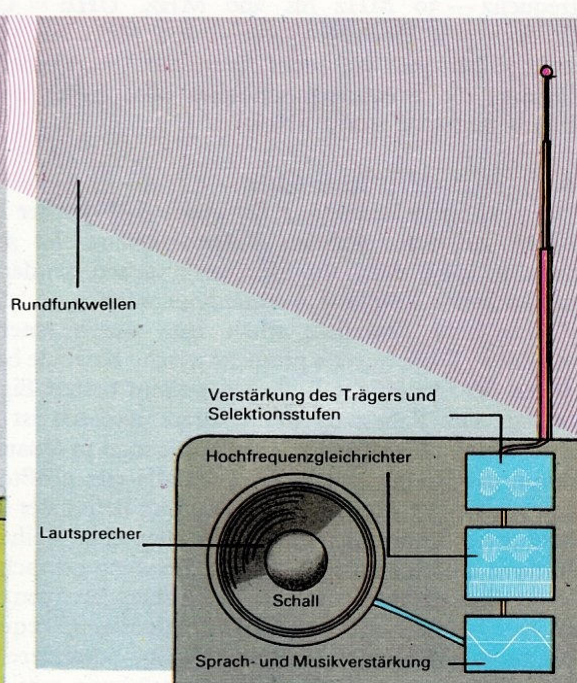 Rundfunkwellen
Verstärkung des Trägers und
Selektionsstufen
Hochfrequenzgleichrichter
Lautsprecher
Schall
Sprach- und Musikverstärkung